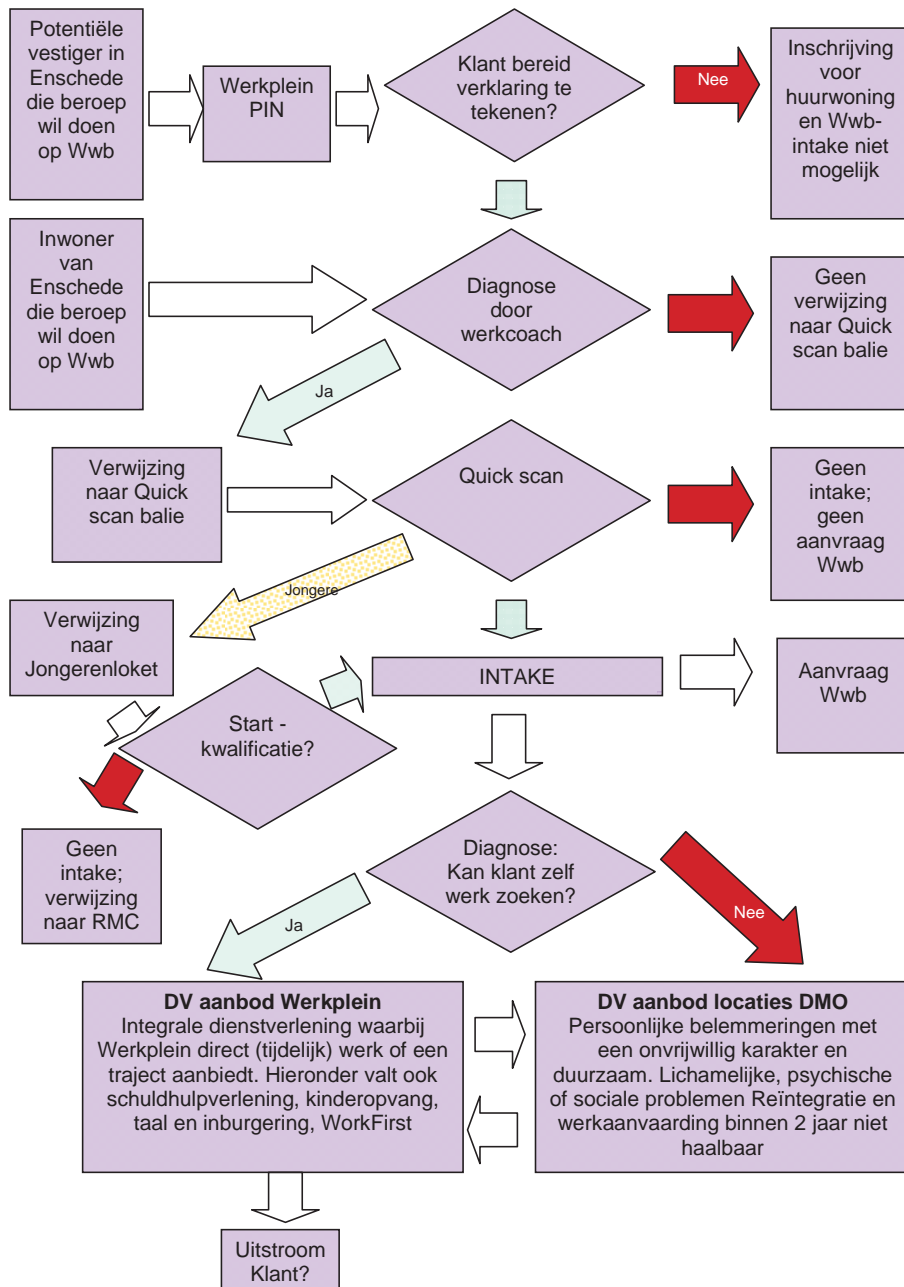 Potentiële
vestiger in
Enschede
die beroep
wil doen
op Wwb
Werkplein
PIN
Klant bereid
verklaring te
tekenen?
Nee
Inschrijving
voor
huurwoning
en Wwb-
intake niet
mogelijk
Inwoner
van
Enschede
die beroep
wil doen
op Wwb
Diagnose
door
werkcoach
Geen
verwijzing
naar Quick
scan balie
Ja
Verwijzing
naar Quick
scan balie
Quick scan
Geen
intake;
geen
aanvraag
Wwb
Jongere
Verwijzing
naar
Jongerenloket
INTAKE
Aanvraag
Wwb
Start -
kwalificatie?
Geen
intake;
verwijzing
naar RMC
Diagnose:
Kan klant zelf
werk zoeken?
Ja
Nee
DV aanbod Werkplein
Integrale dienstverlening waarbij
Werkplein direct (tijdelijk) werk of een
traject aanbiedt. Hieronder valt ook
schuldhulpverlening, kinderopvang,
taal en inburgering, WorkFirst
DV aanbod locaties DMO
Persoonlijke belemmeringen met
een onvrijwillig karakter en
duurzaam. Lichamelijke, psychische
of sociale problemen Reïntegratie en
werkaanvaarding binnen 2 jaar niet
haalbaar
Uitstroom
Klant?